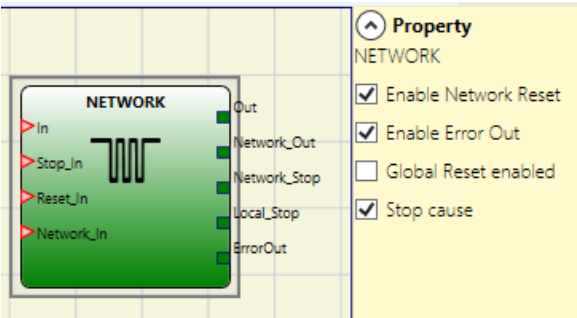 NETWORK
In
Stop_In
Reset_In
Network_In
Out
Network_Out
Network_Stop
Local_Stop
ErrorOut
Property
NETWORK
Enable Network Reset
Enable Error Out
Global Reset enabled
Stop cause